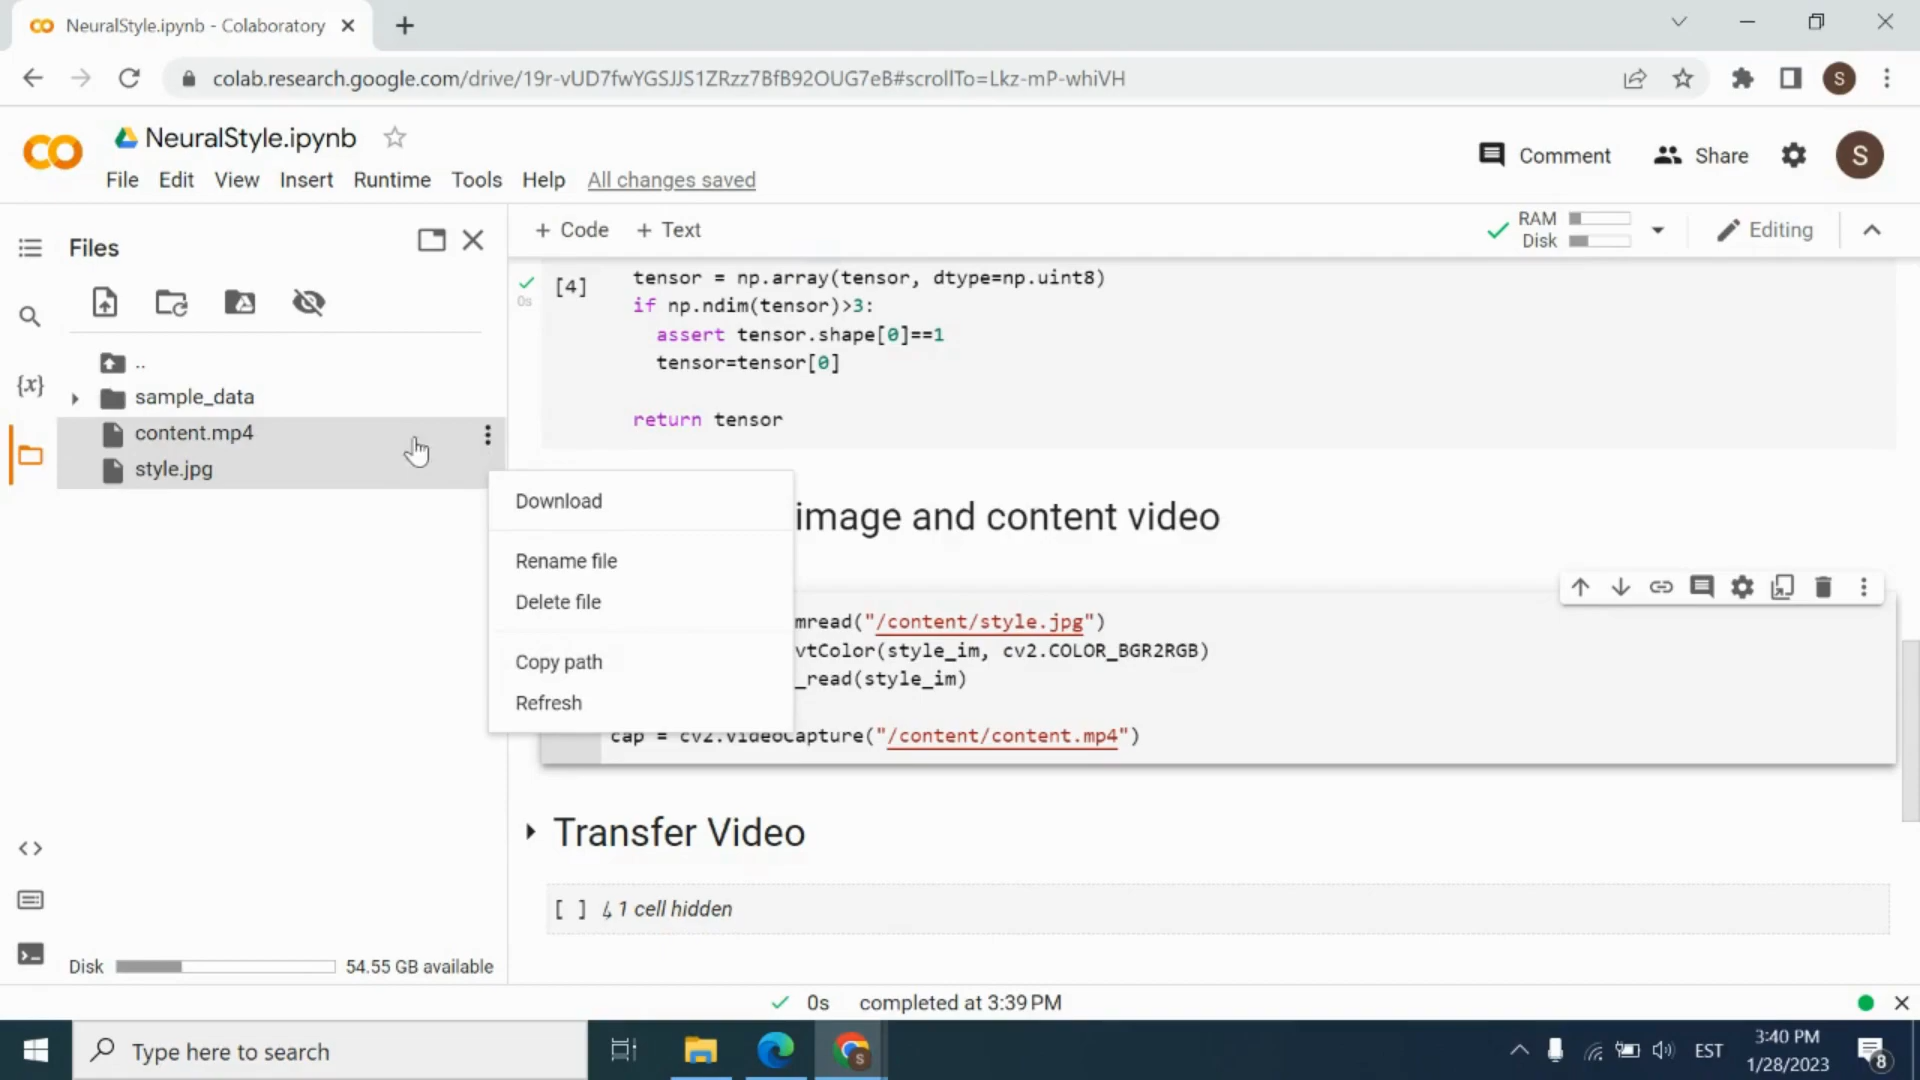 NeuralStyle.ipynb - Colaboratory
colab.research.google.com/drive/19r-vUD7fwYGSJJS1ZRzz7BfB92OUG7eB#scrollTo=Lkz-mP-whiVH
S
NeuralStyle.ipynb
Comment
Share
S
File Edit View Insert Runtime Tools Help All changes saved
Files
+ Code + Text
RAM
Disk
Editing
{x}
..
sample_data
content.mp4
style.jpg
Download
Rename file
Delete file
Copy path
Refresh
0s
[4]
tensor = np.array(tensor, dtype=np.uint8)
if np.ndim(tensor)>3:
assert tensor.shape[0]==1
tensor=tensor[0]
return tensor
image and content video
mread("/content/style.jpg")
vtColor(style_im, cv2.COLOR_BGR2RGB)
_read(style_im)
cap = cv2.VideoCapture("/content/content.mp4")
Transfer Video
[ ] 1 cell hidden
Disk 54.55 GB available
0s completed at 3:39 PM
Type here to search
S
EST
3:40 PM
1/28/2023
8